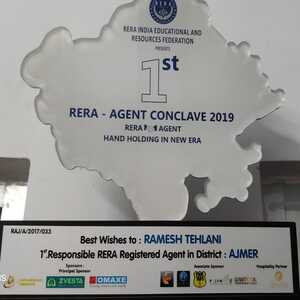 RERA INDIA EDUCATIONAL AND
RESOURCES FEDERATION
PRESENTS
1st
RERA - AGENT CONCLAVE 2019
RERA AGENT
HAND HOLDING IN NEW ERA
RAJ/A/2017/033
Best Wishes to : RAMESH TEHLANI
1st Responsible RERA Registered Agent in District : AJMER
Sponsors :
Principal Sponsor
Associate Sponsor
Hospitality Partner
ZVESTA
OMAXE